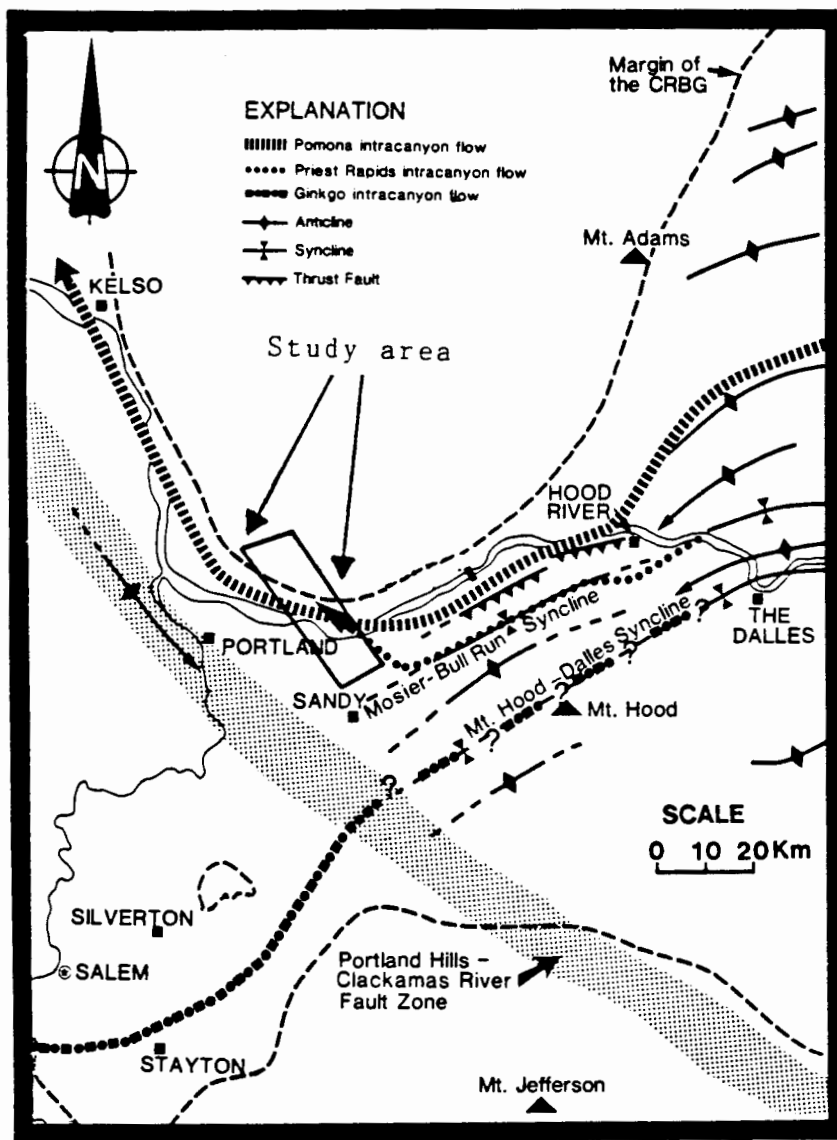 Margin of
the CRBG
EXPLANATION
Pomona intracanyon flow
Priest Rapids intracanyon flow
Ginkgo intracanyon flow
Anticline
Syncline
Thrust Fault
N
Mt. Adams
KELSO
Study area
HOOD
RIVER
THE
DALLES
PORTLAND
SANDY
Mosier-Bull Run Syncline
Mt. Hood-Dalles Syncline
?
?
?
?
?
Mt. Hood
SCALE
0 10 20 Km
SILVERTON
SALEM
Portland Hills -
Clackamas River
Fault Zone
STAYTON
Mt. Jefferson